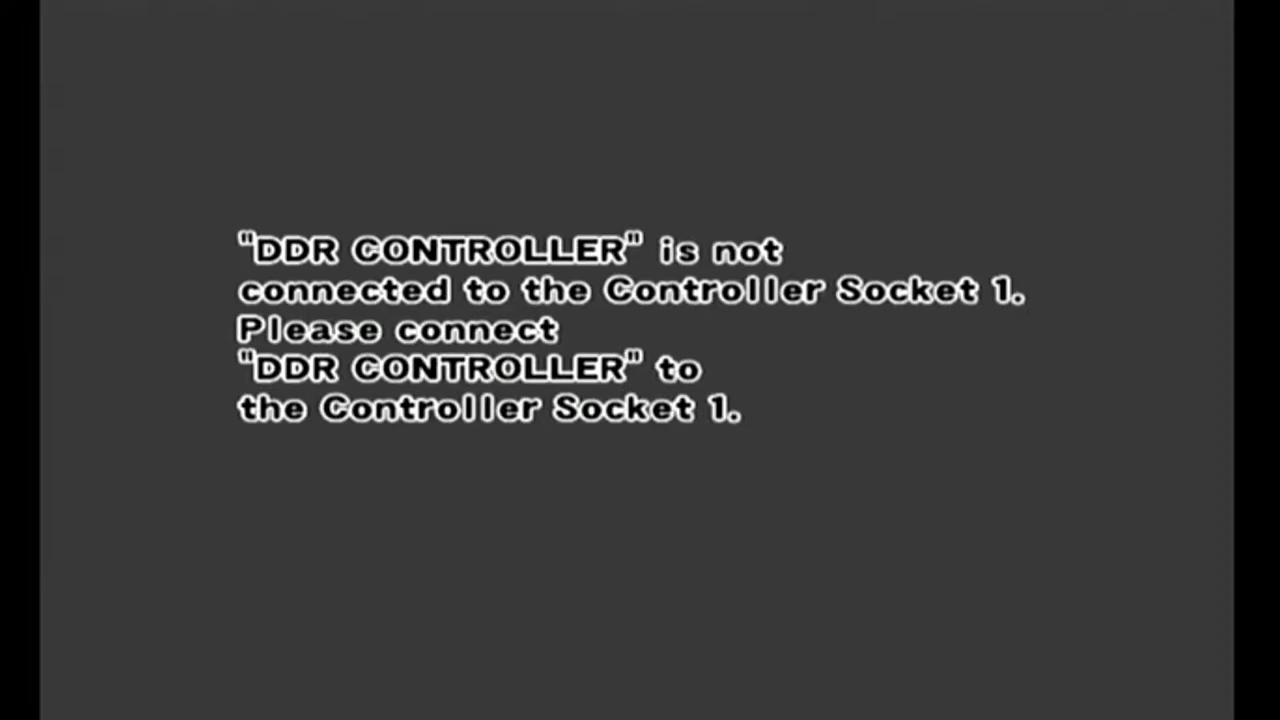 "DDR CONTROLLER" is not
connected to the Controller Socket 1.
Please connect
"DDR CONTROLLER" to
the Controller Socket 1.